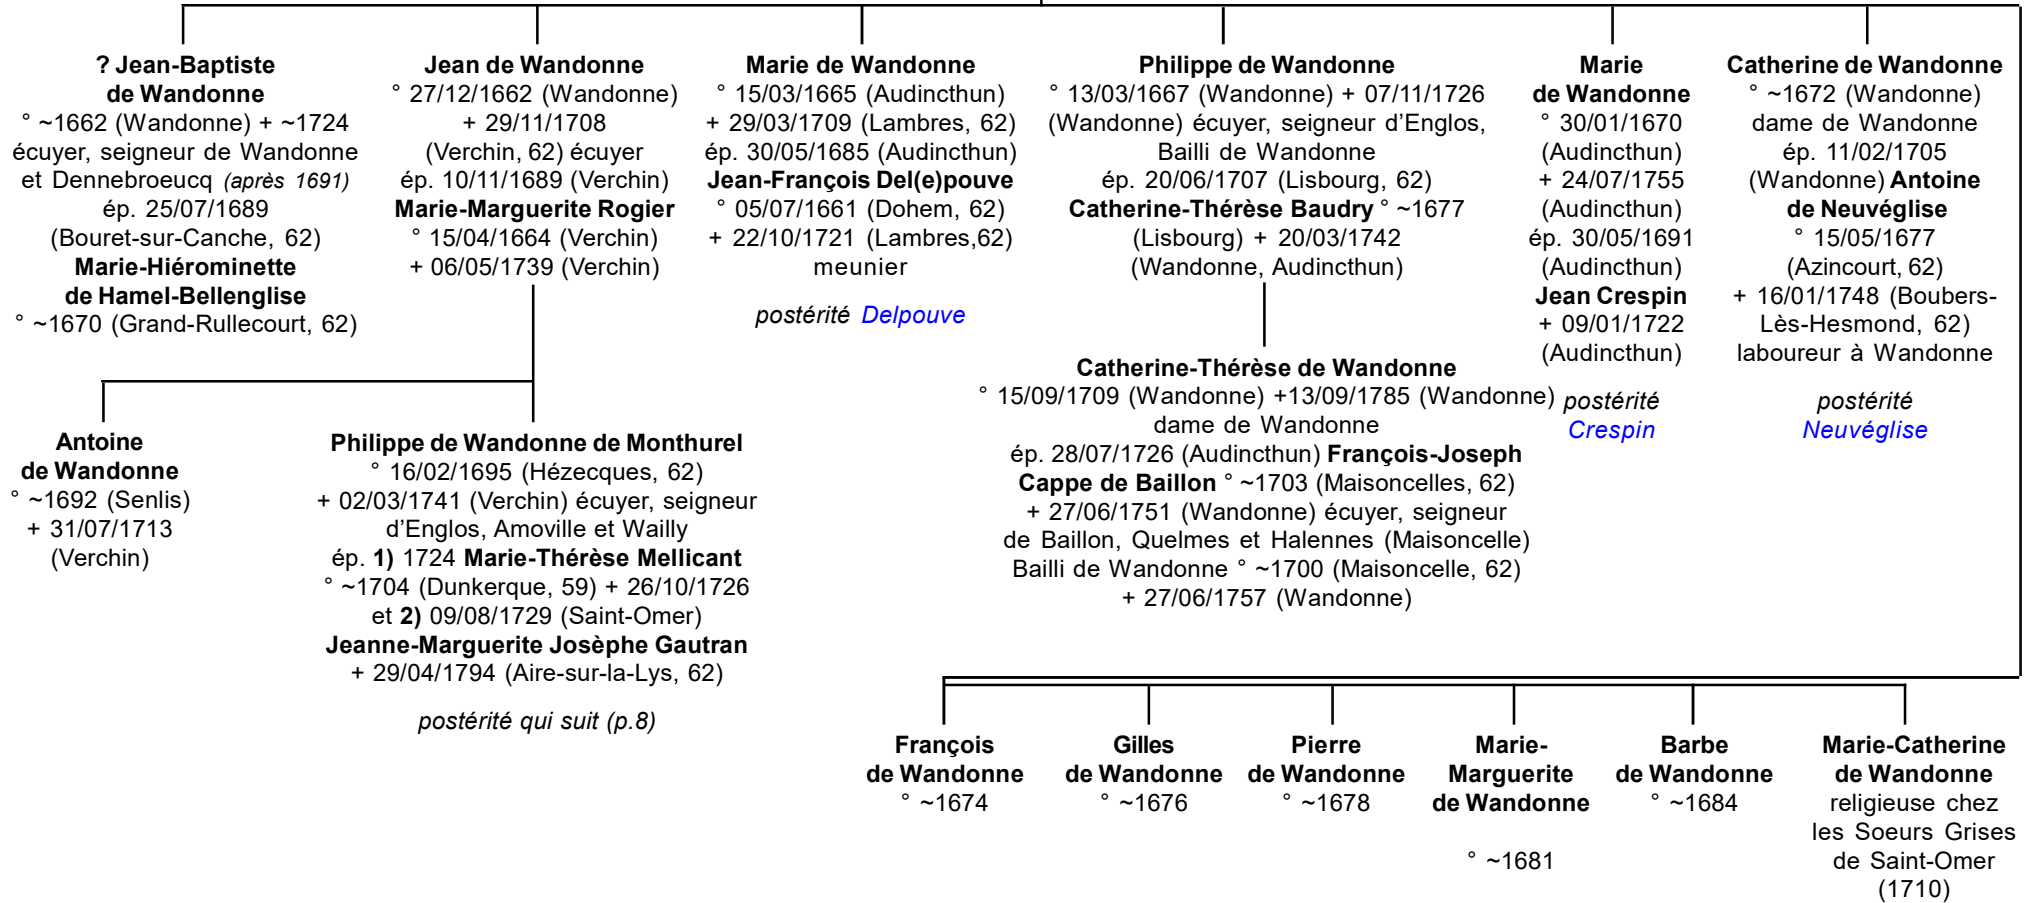 ? Jean-Baptiste
de Wandonne
° ~1662 (Wandonne) + ~1724
écuyer, seigneur de Wandonne
et Dennebroeucq (après 1691)
ép. 25/07/1689
(Bouret-sur-Canche, 62)
Marie-Hiérominette
de Hamel-Bellenglise
° ~1670 (Grand-Rullecourt, 62)
Jean de Wandonne
° 27/12/1662 (Wandonne)
+ 29/11/1708
(Verchin, 62) écuyer
ép. 10/11/1689 (Verchin)
Marie-Marguerite Rogier
° 15/04/1664 (Verchin)
+ 06/05/1739 (Verchin)
Marie de Wandonne
° 15/03/1665 (Audincthun)
+ 29/03/1709 (Lambres, 62)
ép. 30/05/1685 (Audincthun)
Jean-François Del(e)pouve
° 05/07/1661 (Dohem, 62)
+ 22/10/1721 (Lambres,62)
meunier
postérité Delpouve
Philippe de Wandonne
° 13/03/1667 (Wandonne) + 07/11/1726
(Wandonne) écuyer, seigneur d'Englos,
Bailli de Wandonne
ép. 20/06/1707 (Lisbourg, 62)
Catherine-Thérèse Baudry ° ~1677
(Lisbourg) + 20/03/1742
(Wandonne, Audincthun)
Marie
de Wandonne
° 30/01/1670
(Audincthun)
+ 24/07/1755
(Audincthun)
ép. 30/05/1691
(Audincthun)
Jean Crespin
+ 09/01/1722
(Audincthun)
postérité
Crespin
Catherine de Wandonne
° ~1672 (Wandonne)
dame de Wandonne
ép. 11/02/1705
(Wandonne) Antoine
de Neuvéglise
° 15/05/1677
(Azincourt, 62)
+ 16/01/1748 (Boubers-
Lès-Hesmond, 62)
laboureur à Wandonne
postérité
Neuvéglise
Antoine
de Wandonne
° ~1692 (Senlis)
+ 31/07/1713
(Verchin)
Philippe de Wandonne de Monthurel
° 16/02/1695 (Hézecques, 62)
+ 02/03/1741 (Verchin) écuyer, seigneur
d'Englos, Amoville et Wailly
ép. 1) 1724 Marie-Thérèse Mellicant
° ~1704 (Dunkerque, 59) + 26/10/1726
et 2) 09/08/1729 (Saint-Omer)
Jeanne-Marguerite Josèphe Gautran
+ 29/04/1794 (Aire-sur-la-Lys, 62)
postérité qui suit (p.8)
Catherine-Thérèse de Wandonne
° 15/09/1709 (Wandonne) +13/09/1785 (Wandonne)
dame de Wandonne
ép. 28/07/1726 (Audincthun) François-Joseph
Cappe de Baillon ° ~1703 (Maisoncelles, 62)
+ 27/06/1751 (Wandonne) écuyer, seigneur
de Baillon, Quelmes et Halennes (Maisoncelle)
Bailli de Wandonne ° ~1700 (Maisoncelle, 62)
+ 27/06/1757 (Wandonne)
François
de Wandonne
° ~1674
Gilles
de Wandonne
° ~1676
Pierre
de Wandonne
° ~1678
Marie-
Marguerite
de Wandonne
° ~1681
Barbe
de Wandonne
° ~1684
Marie-Catherine
de Wandonne
religieuse chez
les Soeurs Grises
de Saint-Omer
(1710)